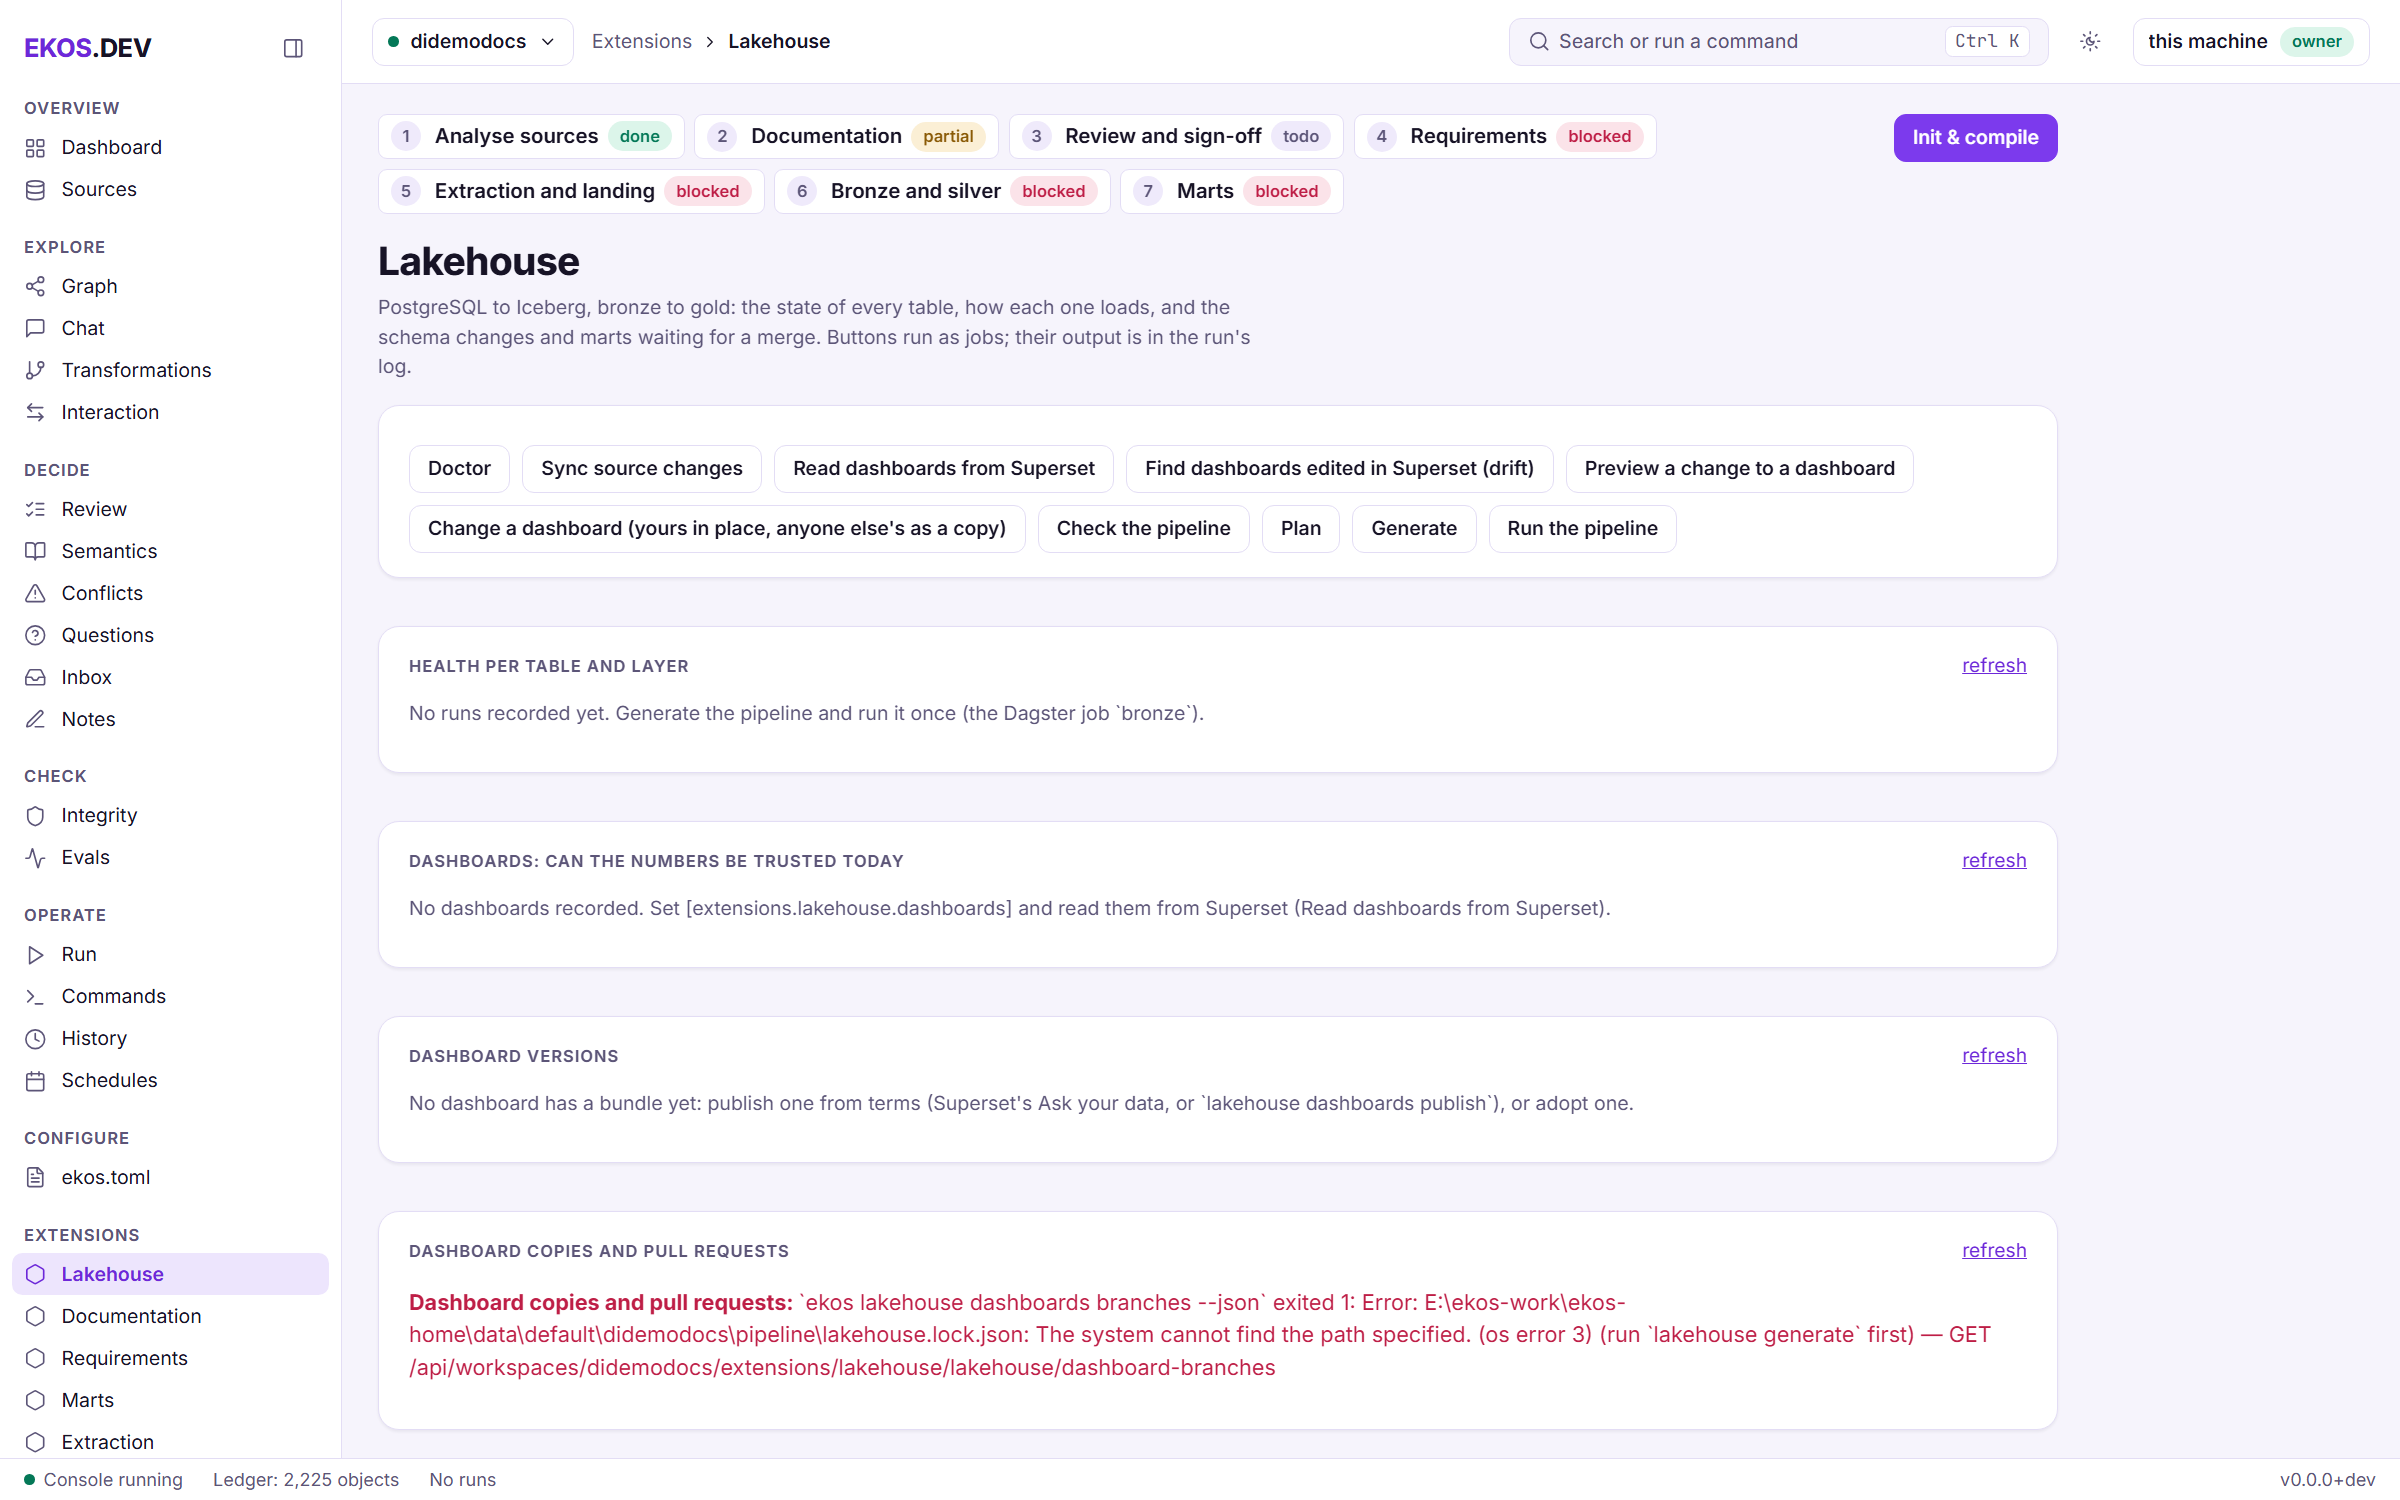 EKOS.DEV
OVERVIEW
Dashboard
Sources
EXPLORE
Graph
Chat
Transformations
Interaction
DECIDE
Review
Semantics
Conflicts
Questions
Inbox
Notes
CHECK
Integrity
Evals
OPERATE
Run
Commands
History
Schedules
CONFIGURE
ekos.toml
EXTENSIONS
Lakehouse
Documentation
Requirements
Marts
Extraction
didemodocs
Extensions > Lakehouse
Search or run a command Ctrl K
this machine owner
1 Analyse sources done
2 Documentation partial
3 Review and sign-off todo
4 Requirements blocked
5 Extraction and landing blocked
6 Bronze and silver blocked
7 Marts blocked
Init & compile
Lakehouse
PostgreSQL to Iceberg, bronze to gold: the state of every table, how each one loads, and the
schema changes and marts waiting for a merge. Buttons run as jobs; their output is in the run's
log.
Doctor
Sync source changes
Read dashboards from Superset
Find dashboards edited in Superset (drift)
Preview a change to a dashboard
Change a dashboard (yours in place, anyone else's as a copy)
Check the pipeline
Plan
Generate
Run the pipeline
HEALTH PER TABLE AND LAYER
refresh
No runs recorded yet. Generate the pipeline and run it once (the Dagster job `bronze`).
DASHBOARDS: CAN THE NUMBERS BE TRUSTED TODAY
refresh
No dashboards recorded. Set [extensions.lakehouse.dashboards] and read them from Superset (Read dashboards from Superset).
DASHBOARD VERSIONS
refresh
No dashboard has a bundle yet: publish one from terms (Superset's Ask your data, or `lakehouse dashboards publish`), or adopt one.
DASHBOARD COPIES AND PULL REQUESTS
refresh
Dashboard copies and pull requests: `ekos lakehouse dashboards branches --json` exited 1: Error: E:\ekos-work\ekos-
home\data\default\didemodocs\pipeline\lakehouse.lock.json: The system cannot find the path specified. (os error 3) (run `lakehouse generate` first) — GET
/api/workspaces/didemodocs/extensions/lakehouse/lakehouse/dashboard-branches
Console running
Ledger: 2,225 objects
No runs
v0.0.0+dev